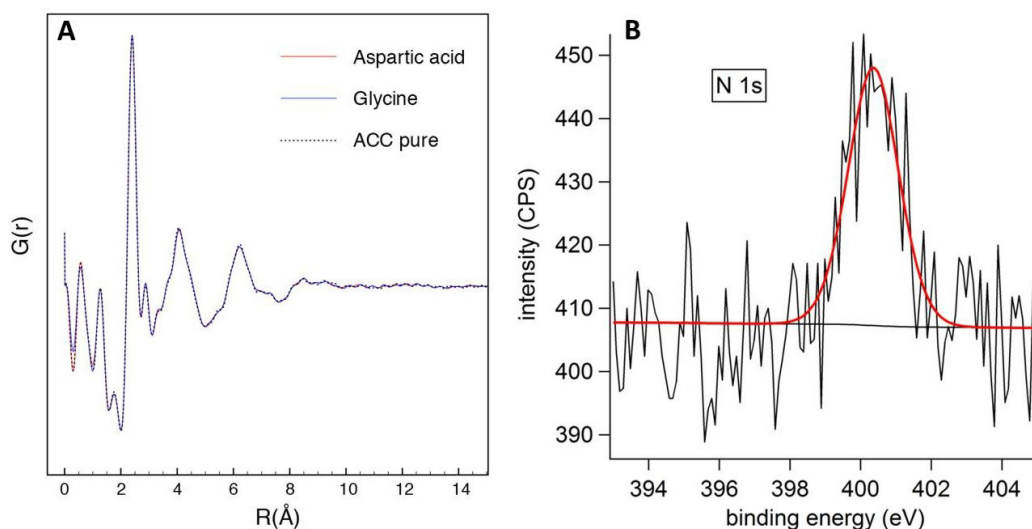 A
Aspartic acid
Glycine
ACC pure
G(r)
0 2 4 6 8 10 12 14
R(Å)
B
N 1s
intensity (CPS)
450
440
430
420
410
400
390
394 396 398 400 402 404
binding energy (eV)